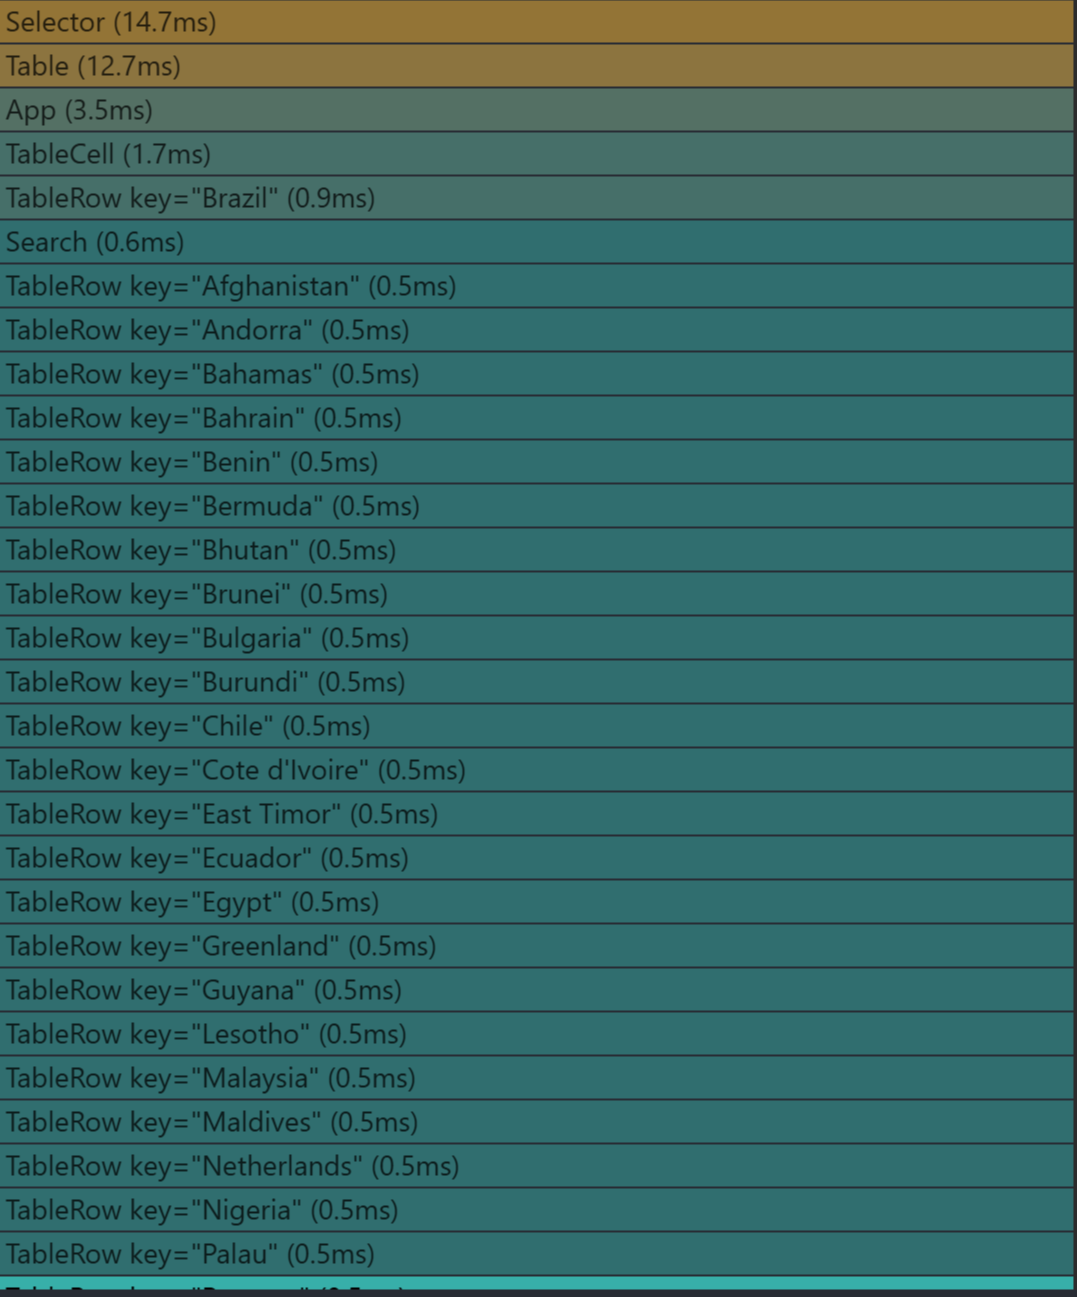 Selector (14.7ms)
Table (12.7ms)
App (3.5ms)
TableCell (1.7ms)
TableRow key="Brazil" (0.9ms)
Search (0.6ms)
TableRow key="Afghanistan" (0.5ms)
TableRow key="Andorra" (0.5ms)
TableRow key="Bahamas" (0.5ms)
TableRow key="Bahrain" (0.5ms)
TableRow key="Benin" (0.5ms)
TableRow key="Bermuda" (0.5ms)
TableRow key="Bhutan" (0.5ms)
TableRow key="Brunei" (0.5ms)
TableRow key="Bulgaria" (0.5ms)
TableRow key="Burundi" (0.5ms)
TableRow key="Chile" (0.5ms)
TableRow key="Cote d'Ivoire" (0.5ms)
TableRow key="East Timor" (0.5ms)
TableRow key="Ecuador" (0.5ms)
TableRow key="Egypt" (0.5ms)
TableRow key="Greenland" (0.5ms)
TableRow key="Guyana" (0.5ms)
TableRow key="Lesotho" (0.5ms)
TableRow key="Malaysia" (0.5ms)
TableRow key="Maldives" (0.5ms)
TableRow key="Netherlands" (0.5ms)
TableRow key="Nigeria" (0.5ms)
TableRow key="Palau" (0.5ms)